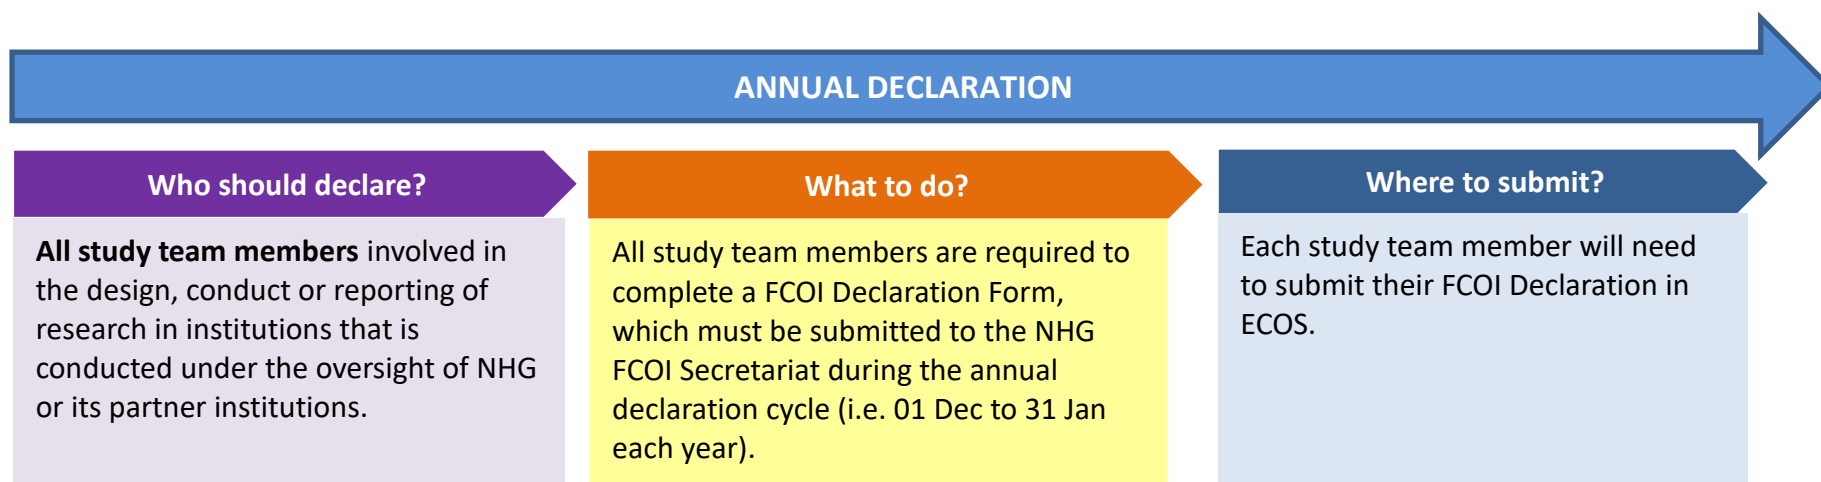 ANNUAL DECLARATION
Who should declare?
All study team members involved in
the design, conduct or reporting of
research in institutions that is
conducted under the oversight of NHG
or its partner institutions.
What to do?
All study team members are required to
complete a FCOI Declaration Form,
which must be submitted to the NHG
FCOI Secretariat during the annual
declaration cycle (i.e. 01 Dec to 31 Jan
each year).
Where to submit?
Each study team member will need
to submit their FCOI Declaration in
ECOS.